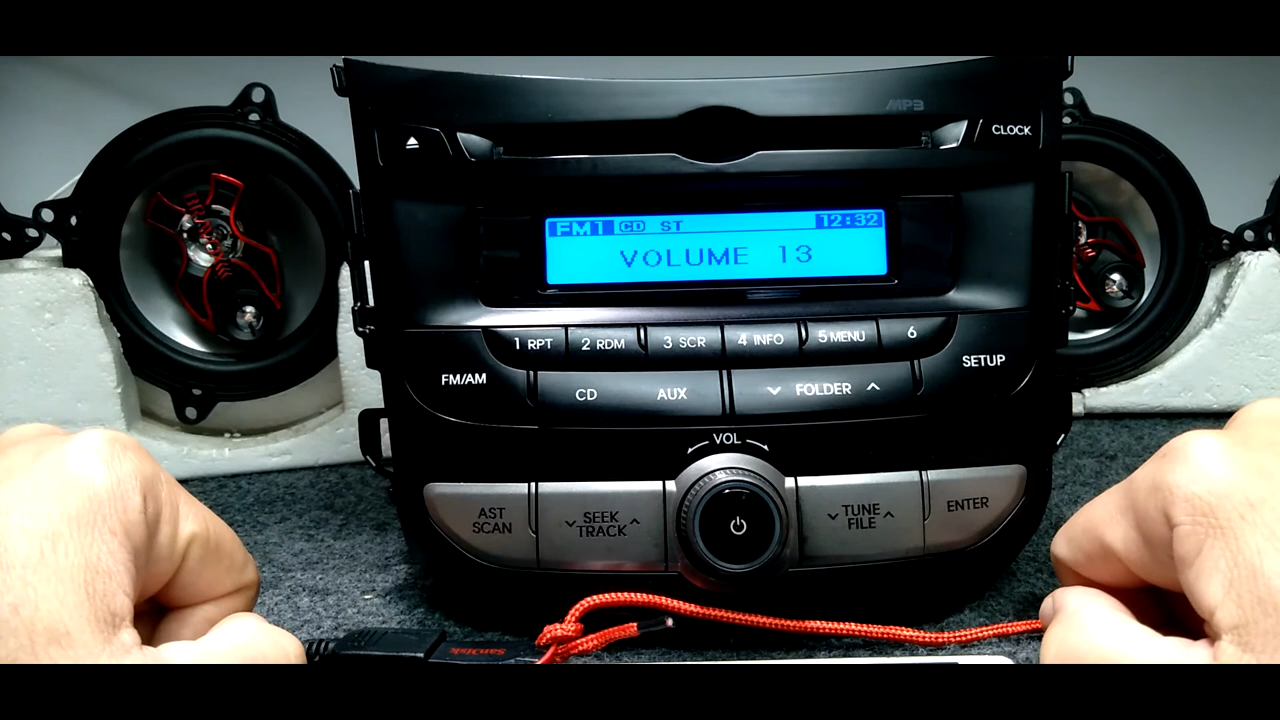 MP3
CLOCK
FM1 CD ST 12:32
VOLUME 13
1 RPT 2 RDM 3 SCR 4 INFO 5 MENU 6
FM/AM SETUP
CD AUX FOLDER
VOL
AST SCAN
SEEK TRACK
TUNE FILE
ENTER
SanDisk